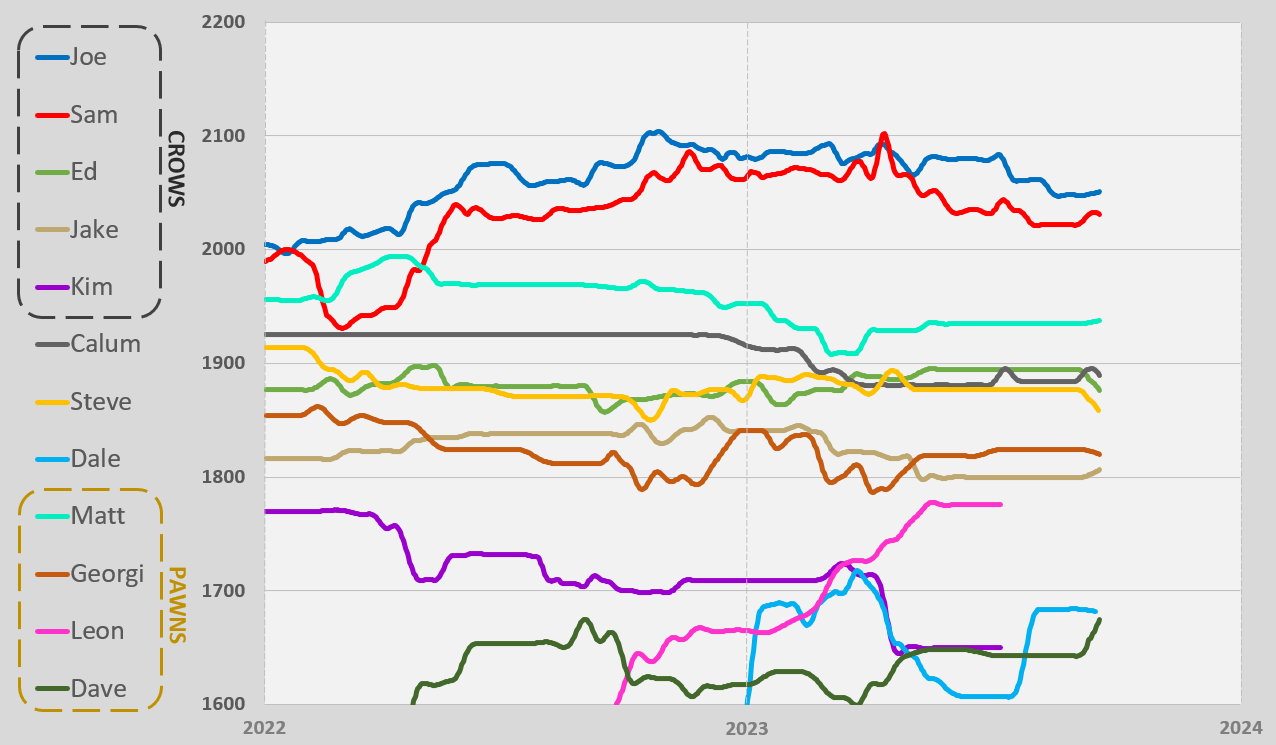 Joe
Sam
Ed
Jake
Kim
CROWS
Calum
Steve
Dale
Matt
Georgi
Leon
Dave
PAWNS
2200
2100
2000
1900
1800
1700
1600
2022
2023
2024